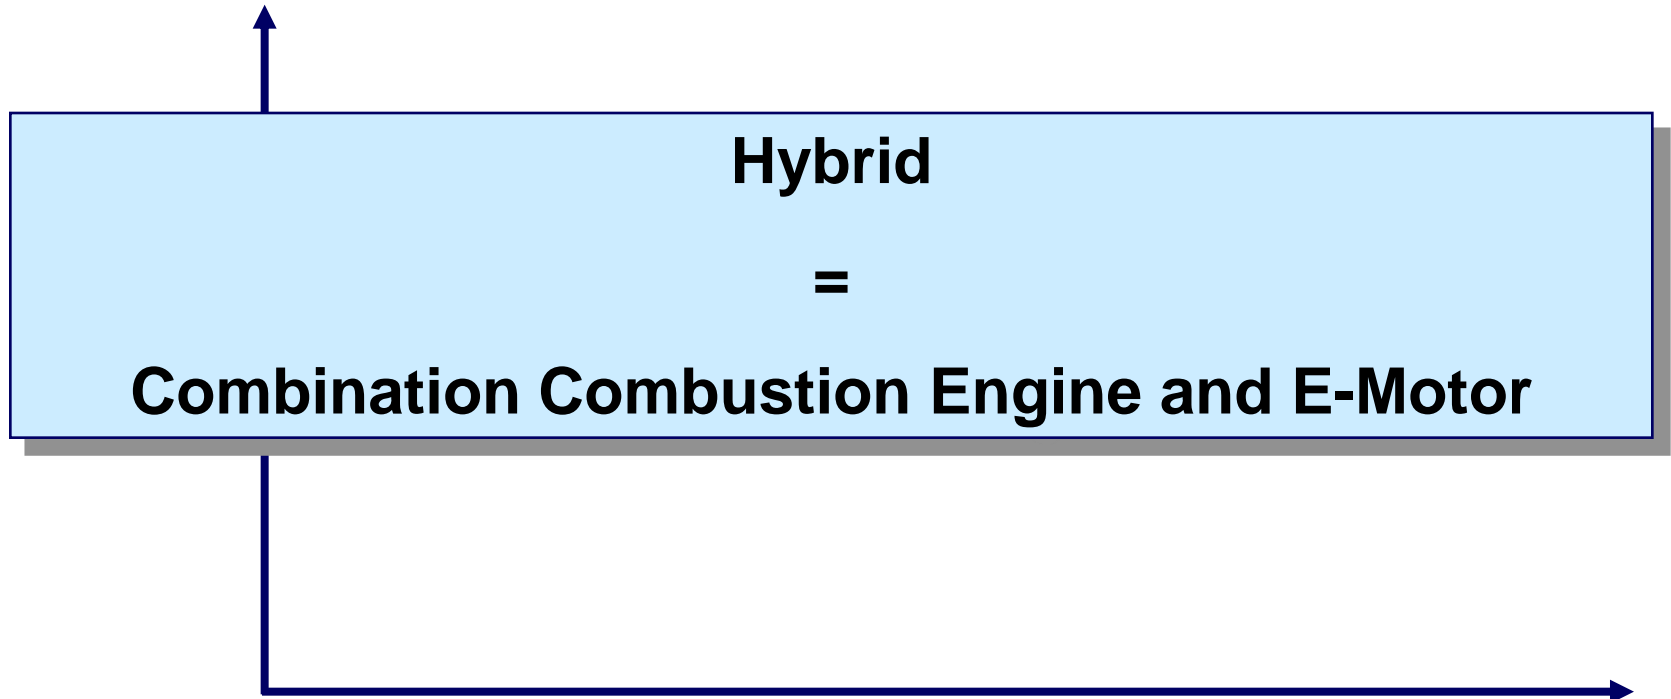 Hybrid
=
Combination Combustion Engine and E-Motor